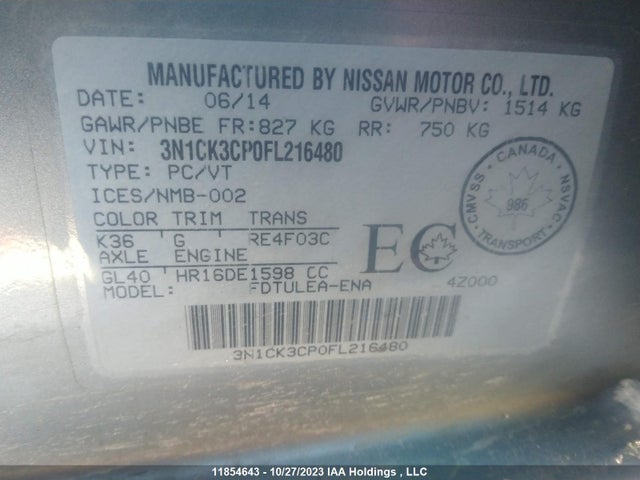 MANUFACTURED BY NISSAN MOTOR CO., LTD.
DATE: 06/14 GVWR/PNBV: 1514 KG
GAWR/PNBE FR:827 KG RR: 750 KG
VIN: 3N1CK3CP0FL216480
TYPE: PC/VT
ICES/NMB-002
COLOR TRIM TRANS
K36 G RE4F03C
AXLE ENGINE
GL40 HR16DE1598 CC
MODEL: FDTULEA-ENA 4Z000
EC
CANADA
CMVSS 986 NSVAC
TRANSPORT
3N1CK3CP0FL216480
11854643 - 10/27/2023 IAA Holdings , LLC